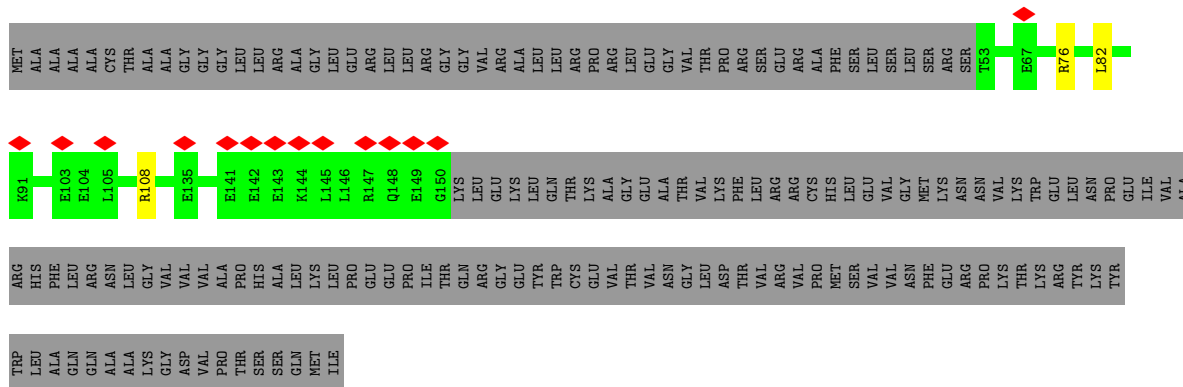 MET ALA ALA ALA ALA CYS THR ALA ALA GLY GLY GLY LEU LEU ARG ALA GLY LEU GLU ARG LEU LEU ARG GLY GLY VAL ARG ALA LEU LEU ARG PRO ARG LEU GLU GLY VAL THR PRO ARG SER GLU ARG ALA PHE SER LEU SER LEU SER ARG SER T53 E67 R76 L82
K91 E103 E104 L105 R108 E135 E141 E142 E143 K144 L145 L146 R147 Q148 E149 G150 LYS LEU GLU LYS LEU GLN THR LYS ALA GLY GLU ALA THR VAL LYS PHE LEU ARG ARG CYS HIS LEU GLU VAL VAL GLY MET LYS ASN ASN VAL LYS TRP GLU LEU ASN PRO GLU ILE VAL ALA
ARG HIS PHE LEU ARG ASN LEU GLY VAL VAL VAL ALA PRO HIS ALA LEU LYS LEU PRO GLU GLU PRO ILE THR GLN ARG GLY GLU TYR TRP CYS GLU VAL THR VAL ASN GLY LEU ASP THR VAL ARG VAL PRO MET SER VAL VAL ASN PHE GLU ARG PRO LYS THR LYS ARG TYR LYS TYR
TRP LEU ALA GLN GLN ALA ALA LYS GLY ASP VAL PRO THR SER SER GLN MET ILE